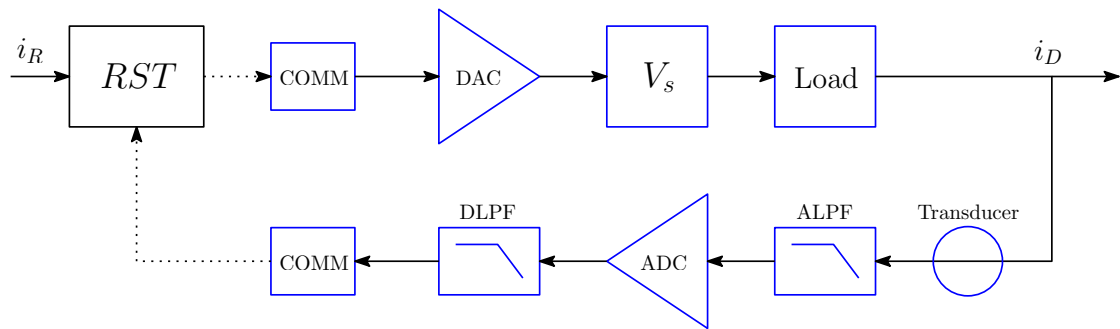 i_R
RST
COMM
DAC
V_s
Load
i_D
DLPF
ALPF
Transducer
COMM
ADC